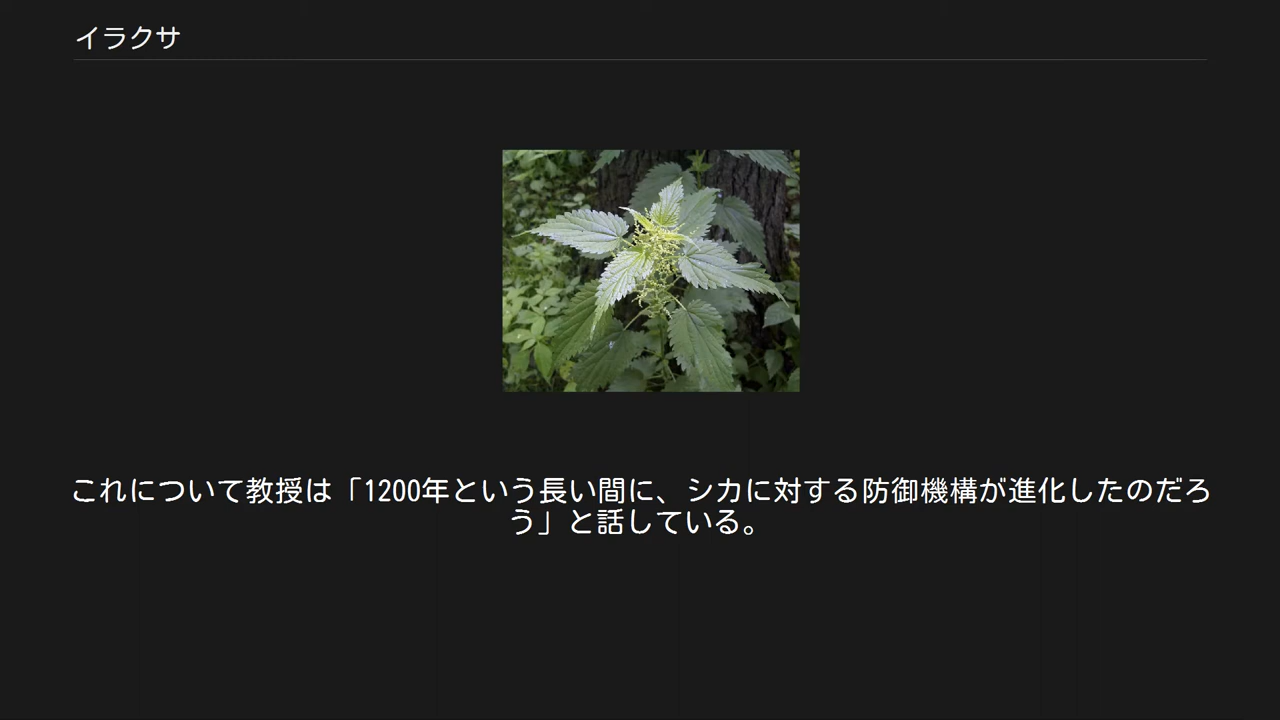 イラクサ
これについて教授は「1200年という長い間に、シカに対する防御機構が進化したのだろ
う」と話している。